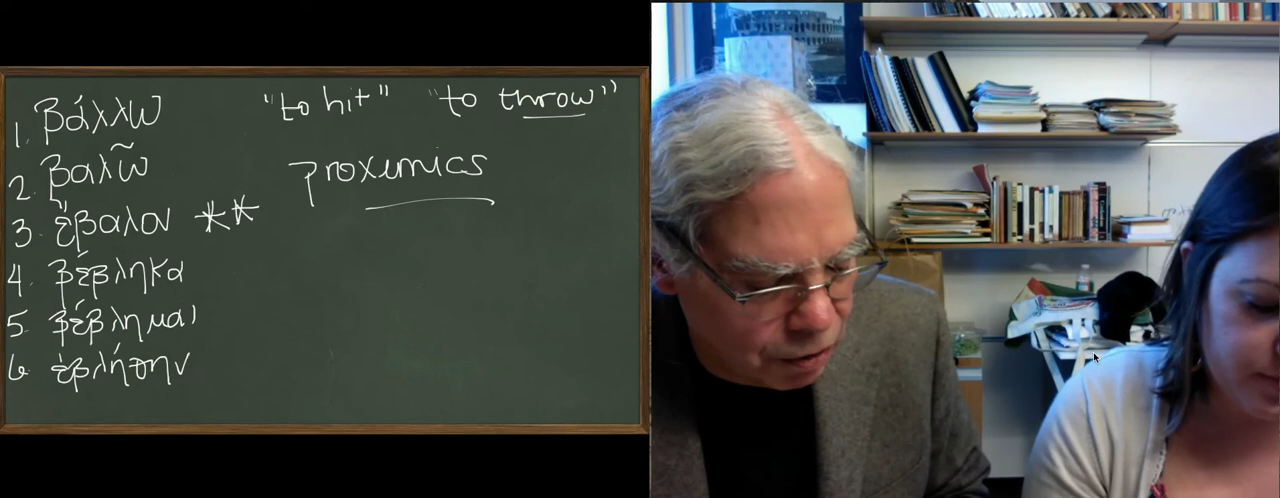 1. βάλλω "to hit" "to throw"
2. βαλῶ proxemics
3. ἔβαλον **
4. βέβληκα
5. βέβλημαι
6 ἐβλήθην